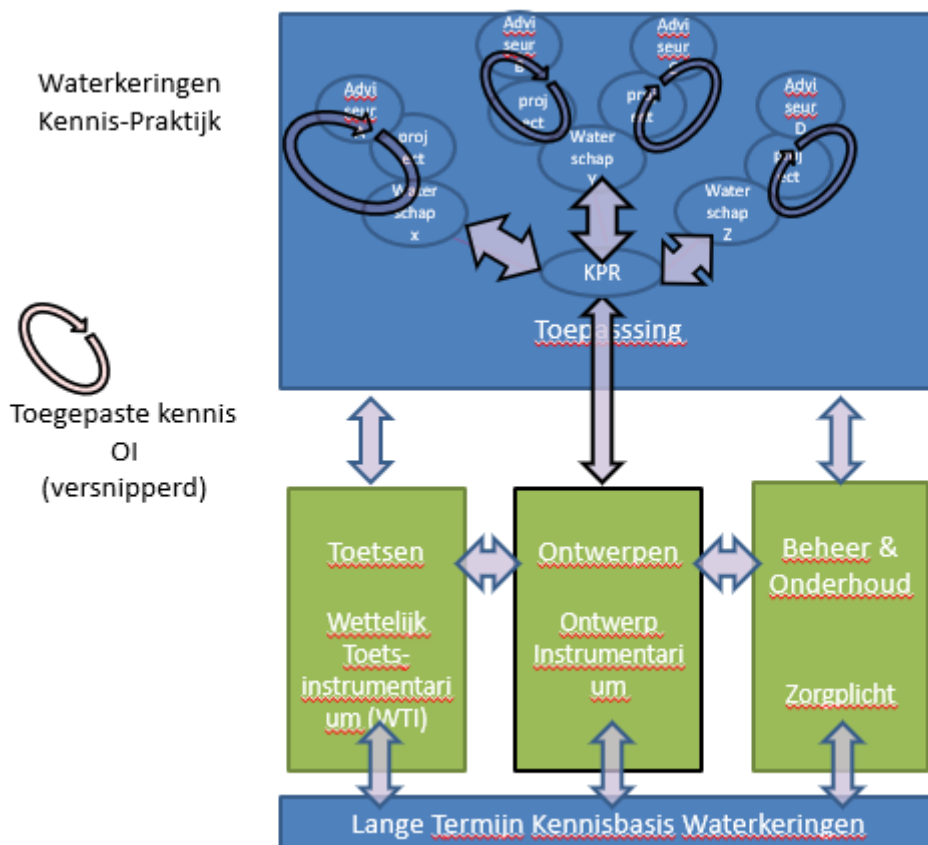 Waterkeringen
Kennis-Praktijk
Advi
seur
A
proj
ect
Water
schap
x
Advi
seur
B
proj
ect
Water
schap
Y
Advi
seur
C
proj
ect
Advi
seur
D
proj
ect
Water
schap
Z
KPR
Toepasssing
Toegepaste kennis
OI
(versnipperd)
Toetsen
Wettelijk
Toets-
instrumentari
um (WTI)
Ontwerpen
Ontwerp
Instrumentari
um
Beheer &
Onderhoud
Zorgplicht
Lange Termijn Kennisbasis Waterkeringen